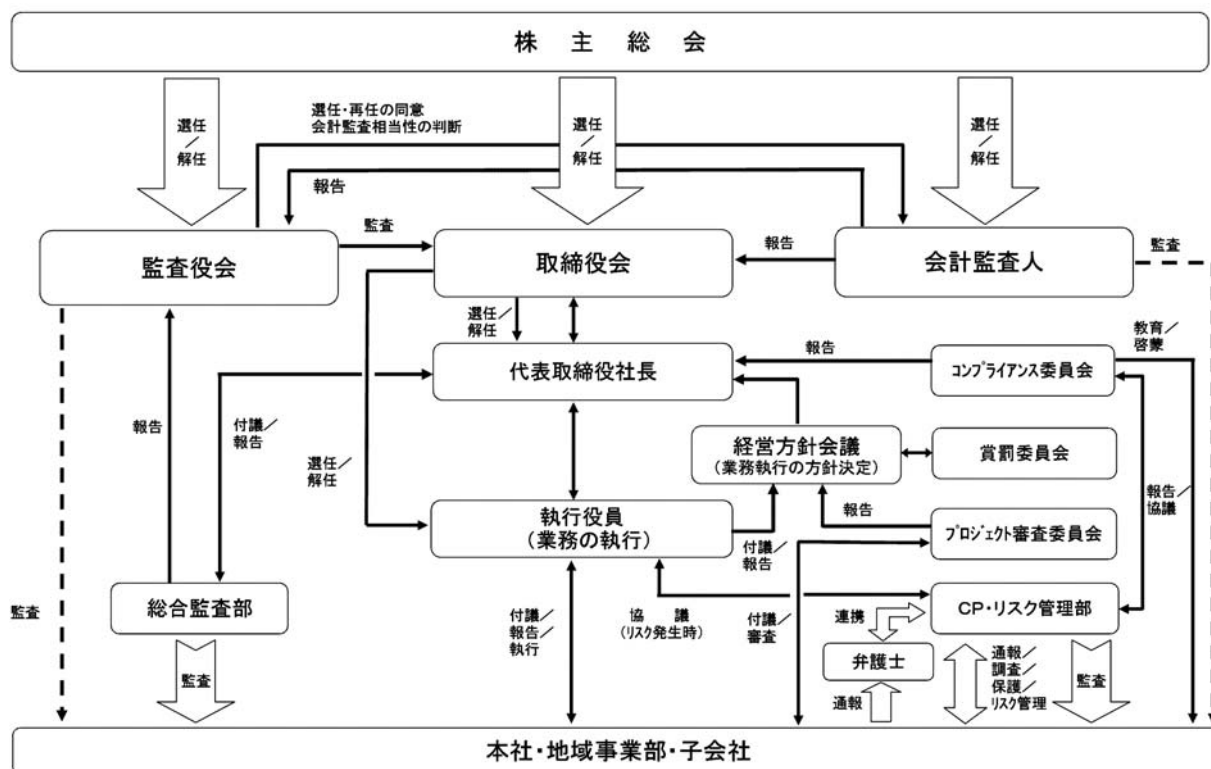 株 主 総 会
選任
／
解任
選任・再任の同意
会計監査相当性の判断
選任
／
解任
選任
／
解任
報告
監査役会
監査
取締役会
報告
会計監査人
監査
選任／
解任
教育／
啓蒙
代表取締役社長
報告
コンプライアンス委員会
報告
付議／
報告
選任／
解任
経営方針会議
(業務執行の方針決定)
賞罰委員会
報告／
協議
執行役員
(業務の執行)
報告
プロジェクト審査委員会
付議／
報告
監査
総合監査部
付議／
報告／
執行
協 議
(リスク発生時)
付議／
審査
連携
CP・リスク管理部
弁護士
監査
通報
通報／
調査／
保護／
リスク管理
監査
本社・地域事業部・子会社